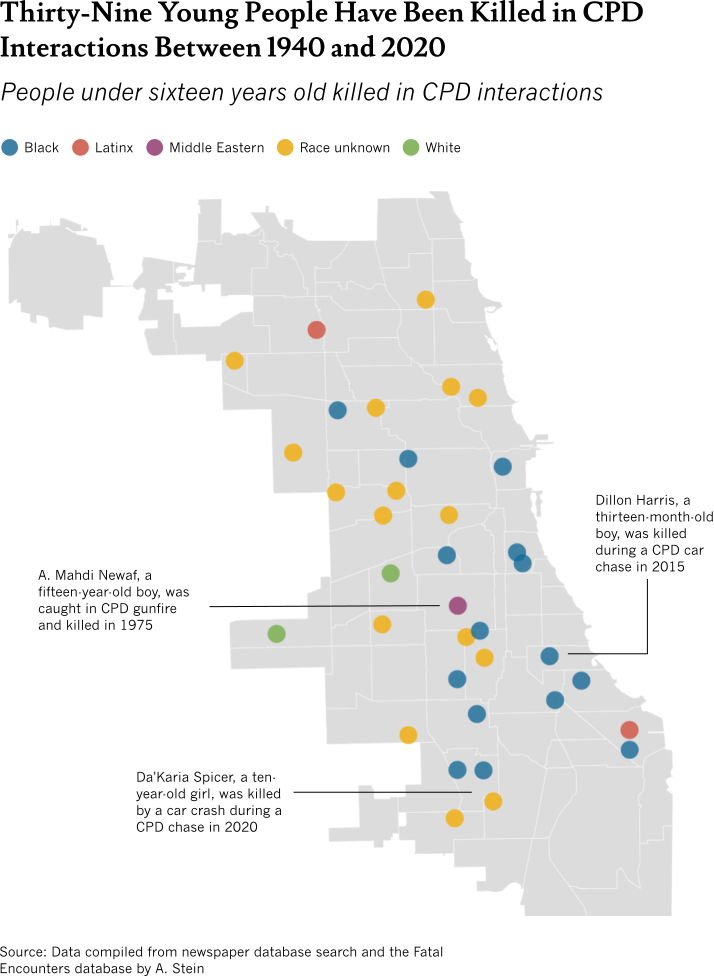 Thirty-Nine Young People Have Been Killed in CPD
Interactions Between 1940 and 2020
People under sixteen years old killed in CPD interactions
Black Latinx Middle Eastern Race unknown White
Dillon Harris, a
thirteen-month-old
boy, was killed
during a CPD car
chase in 2015
A. Mahdi Newaf, a
fifteen-year-old boy, was
caught in CPD gunfire
and killed in 1975
Da'Karia Spicer, a ten-
year-old girl, was killed
by a car crash during a
CPD chase in 2020
Source: Data compiled from newspaper database search and the Fatal
Encounters database by A. Stein